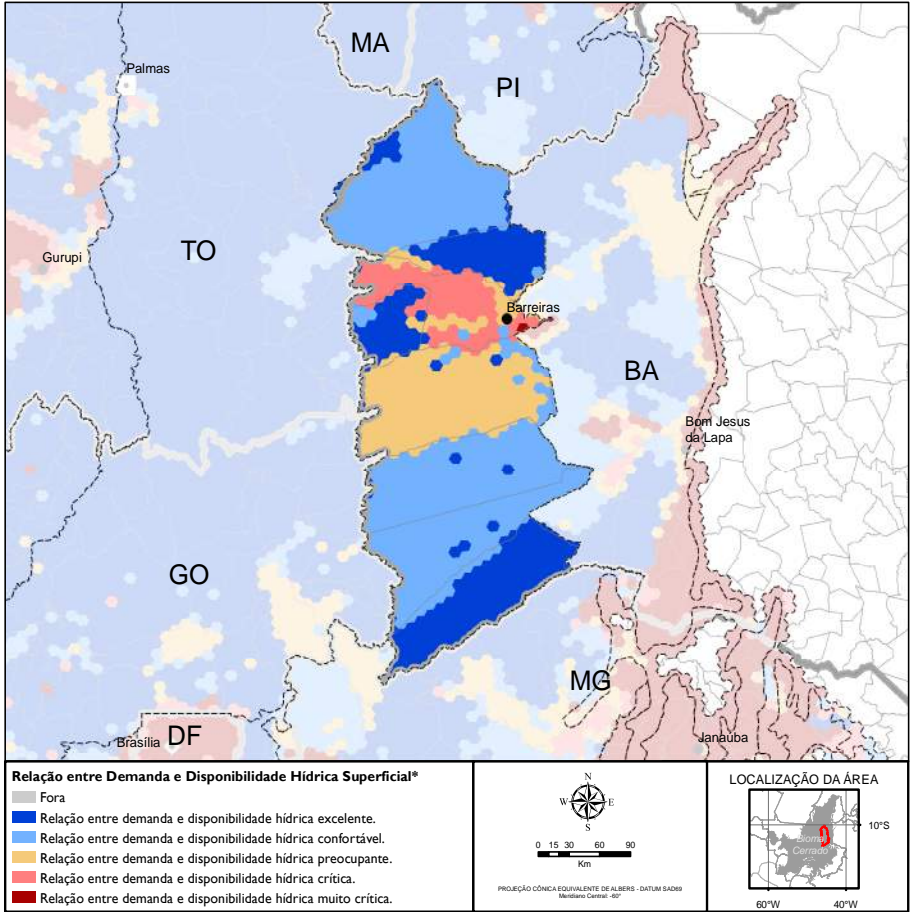 MA
PI
Palmas
TO
Gurupi
Barreiras
BA
Bom Jesus
da Lapa
GO
MG
Brasília
DF
Janaúba
Relação entre Demanda e Disponibilidade Hídrica Superficial*
Fora
Relação entre demanda e disponibilidade hídrica excelente.
Relação entre demanda e disponibilidade hídrica confortável.
Relação entre demanda e disponibilidade hídrica preocupante.
Relação entre demanda e disponibilidade hídrica crítica.
Relação entre demanda e disponibilidade hídrica muito crítica.
N
W E
S
0 15 30 60 90
Km
PROJEÇÃO CÔNICA EQUIVALENTE DE ALBERS - DATUM SAD69
Meridiano Central: -60°
LOCALIZAÇÃO DA ÁREA
10°S
Bioma
Cerrado
60°W 40°W